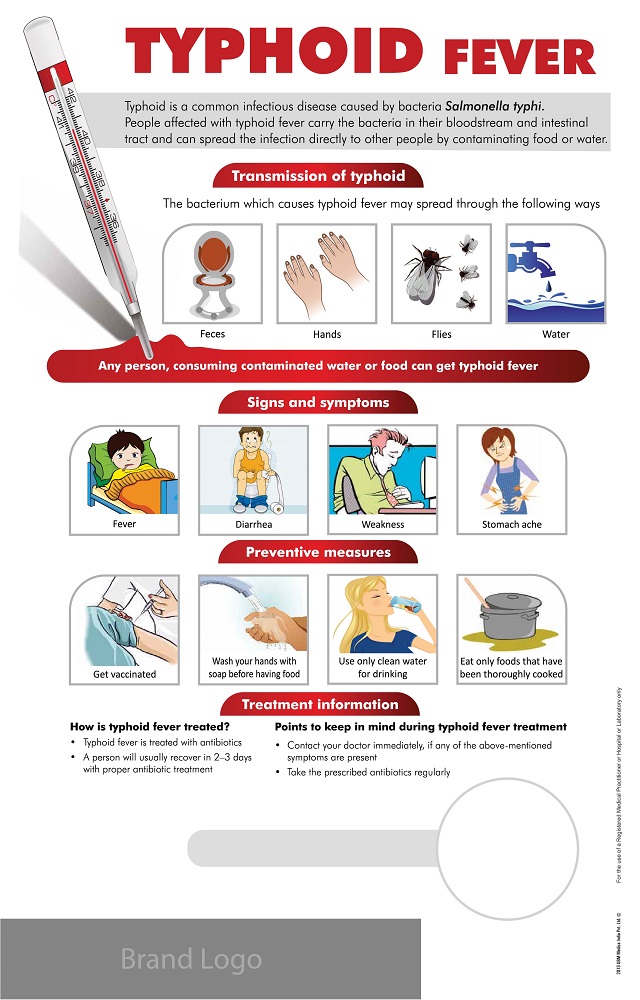 TYPHOID FEVER
Typhoid is a common infectious disease caused by bacteria Salmonella typhi.
People affected with typhoid fever carry the bacteria in their bloodstream and intestinal
tract and can spread the infection directly to other people by contaminating food or water.
Transmission of typhoid
The bacterium which causes typhoid fever may spread through the following ways
Feces
Hands
Flies
Water
Any person, consuming contaminated water or food can get typhoid fever
Signs and symptoms
Fever
Diarrhea
Weakness
Stomach ache
Preventive measures
Get vaccinated
Wash your hands with
soap before having food
Use only clean water
for drinking
Eat only foods that have
been thoroughly cooked
Treatment information
How is typhoid fever treated?
• Typhoid fever is treated with antibiotics
• A person will usually recover in 2–3 days
with proper antibiotic treatment
Points to keep in mind during typhoid fever treatment
• Contact your doctor immediately, if any of the above-mentioned
symptoms are present
• Take the prescribed antibiotics regularly
For the use of a Registered Medical Practitioner or Hospital or Laboratory only
Brand Logo